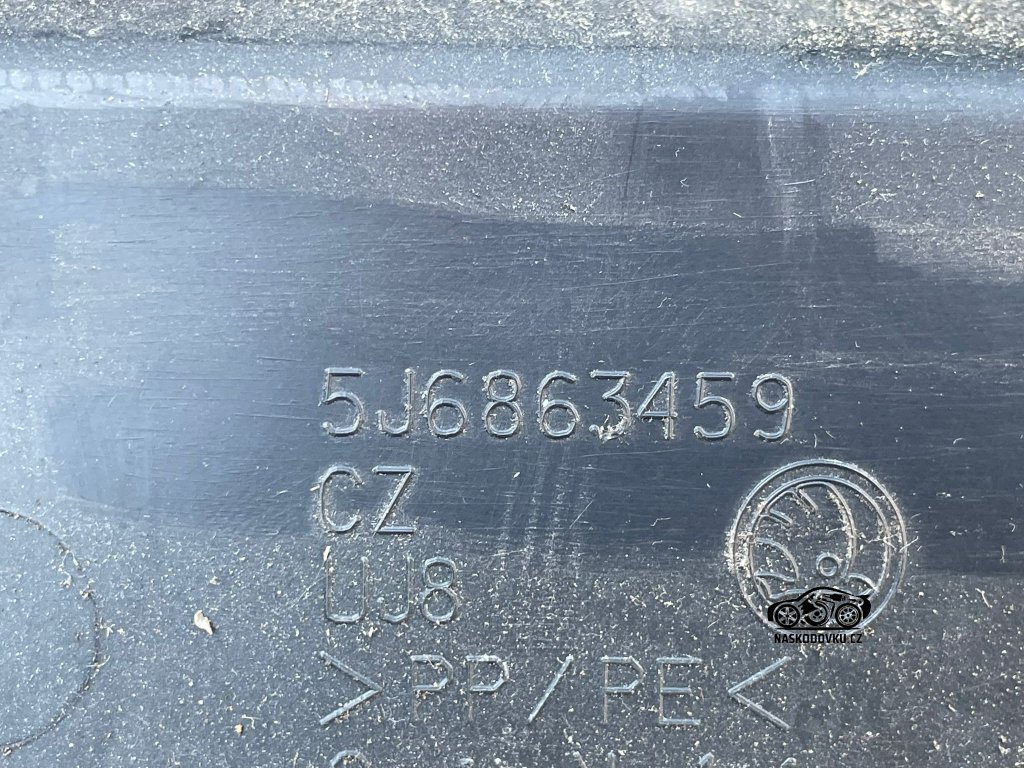 5J6863459
CZ
UJ8
>PP/PE<
NASKODOVKU.CZ